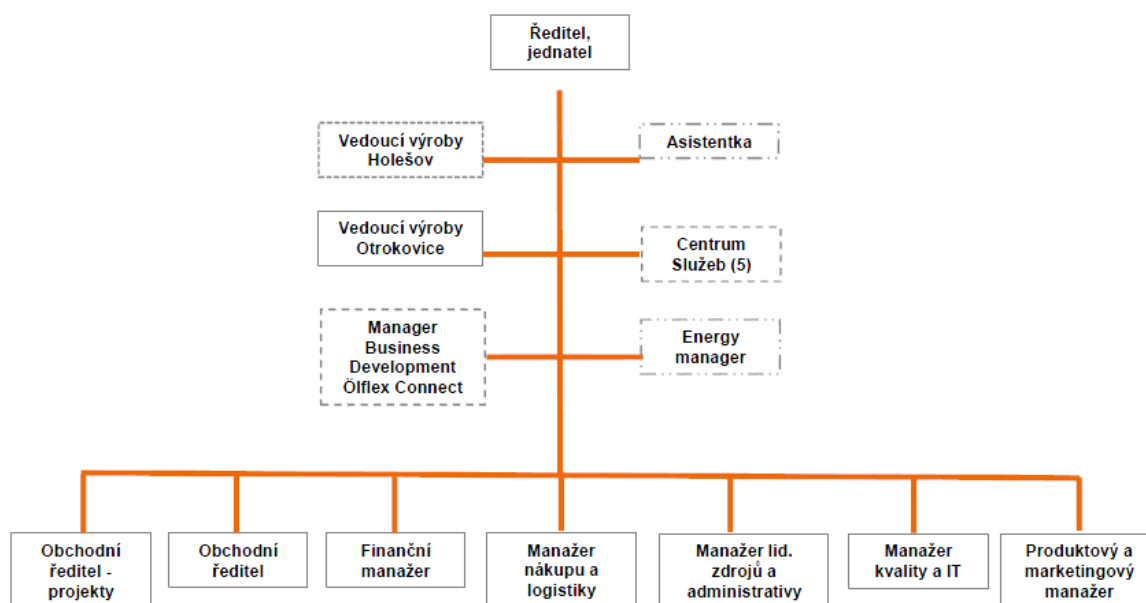 Ředitel,
jednatel
Vedoucí výroby
Holešov
Asistentka
Vedoucí výroby
Otrokovice
Centrum
Služeb (5)
Manager
Business
Development
Ölflex Connect
Energy
manager
Obchodní
ředitel -
projekty
Obchodní
ředitel
Finanční
manažer
Manažer
nákupu a
logistiky
Manažer lid.
zdrojů a
administrativy
Manažer
kvality a IT
Produktový a
marketingový
manažer